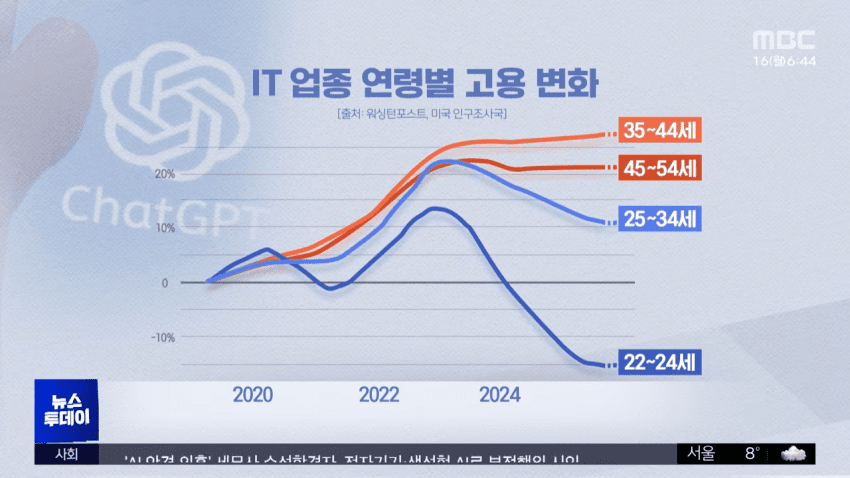 MBC
16(월)6:44
ChatGPT
IT 업종 연령별 고용 변화
[출처: 워싱턴포스트, 미국 인구조사국]
35~44세
45~54세
25~34세
22~24세
20%
10%
0
-10%
2020 2022 2024
뉴스
투데이
사회
서울 8°